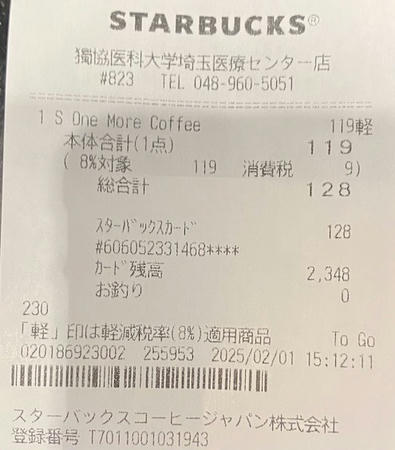 STARBUCKS®
獨協医科大学埼玉医療センター店
#823 TEL 048-960-5051
1 S One More Coffee 119軽
本体合計(1点) 119
( 8%対象 119 消費税 9)
総合計 128
ｽﾀｰﾊﾞｯｸｽｶｰﾄﾞ 128
#606052331468****
ｶｰﾄﾞ残高 2,348
お釣り 0
230
「軽」印は軽減税率(8%)適用商品 To Go
020186923002 255953 2025/02/01 15:12:11
スターバックスコーヒージャパン株式会社
登録番号 T7011001031943